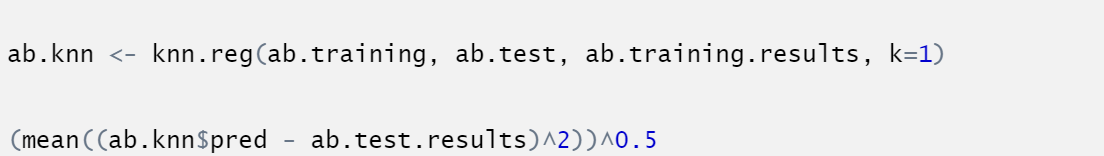 ab.knn <- knn.reg(ab.training, ab.test, ab.training.results, k=1)
(mean((ab.knn$pred - ab.test.results)^2))^0.5